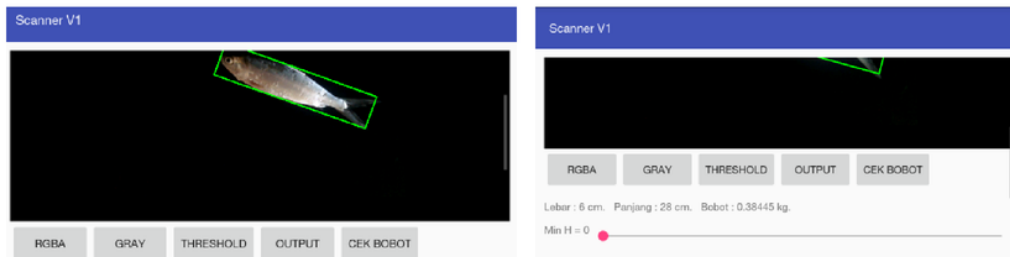 Scanner V1
RGBA GRAY THRESHOLD OUTPUT CEK BOBOT
Scanner V1
RGBA GRAY THRESHOLD OUTPUT CEK BOBOT
Lebar : 6 cm. Panjang : 28 cm. Bobot : 0.38445 kg.
Min H = 0